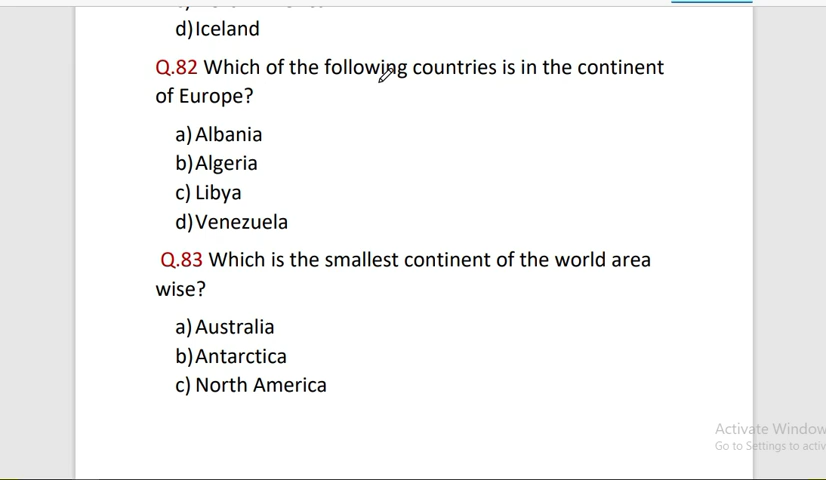 d)Iceland
Q.82 Which of the following countries is in the continent
of Europe?
a)Albania
b)Algeria
c) Libya
d)Venezuela
Q.83 Which is the smallest continent of the world area
wise?
a)Australia
b)Antarctica
c) North America
Activate Window
Go to Settings to activ